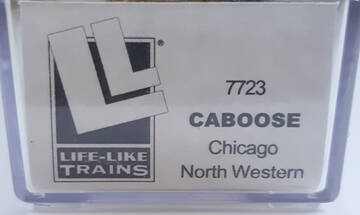 LIFE-LIKE
TRAINS
®
7723
CABOOSE
Chicago
North Western